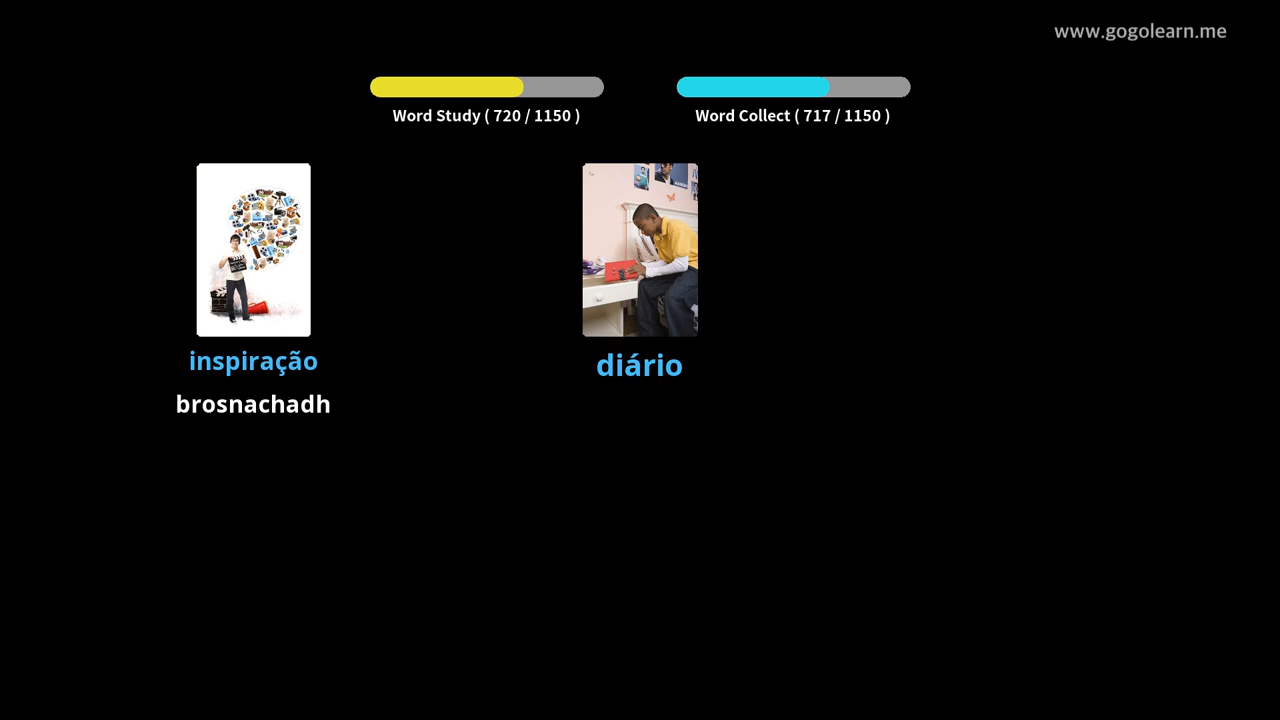 www.gogolearn.me
Word Study ( 720 / 1150 )
Word Collect ( 717 / 1150 )
inspiração
diário
brosnachadh